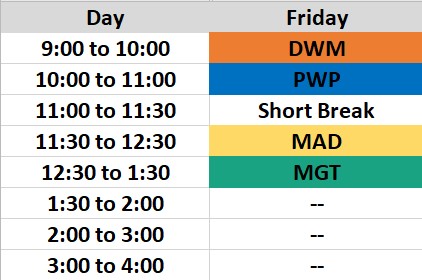 Day Friday
9:00 to 10:00 DWM
10:00 to 11:00 PWP
11:00 to 11:30 Short Break
11:30 to 12:30 MAD
12:30 to 1:30 MGT
1:30 to 2:00 --
2:00 to 3:00 --
3:00 to 4:00 --